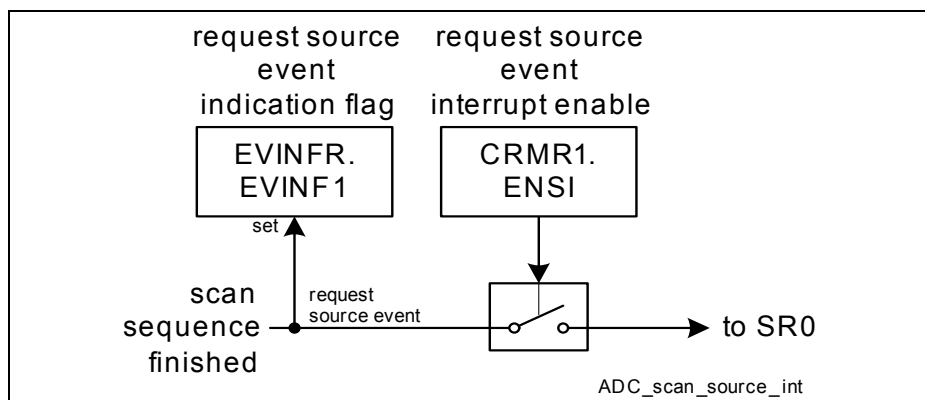 request source
event
indication flag
request source
event
interrupt enable
EVINFR.
EVINF1
CRMR1.
ENSI
set
scan
sequence
finished
request
source event
to SR0
ADC_scan_source_int